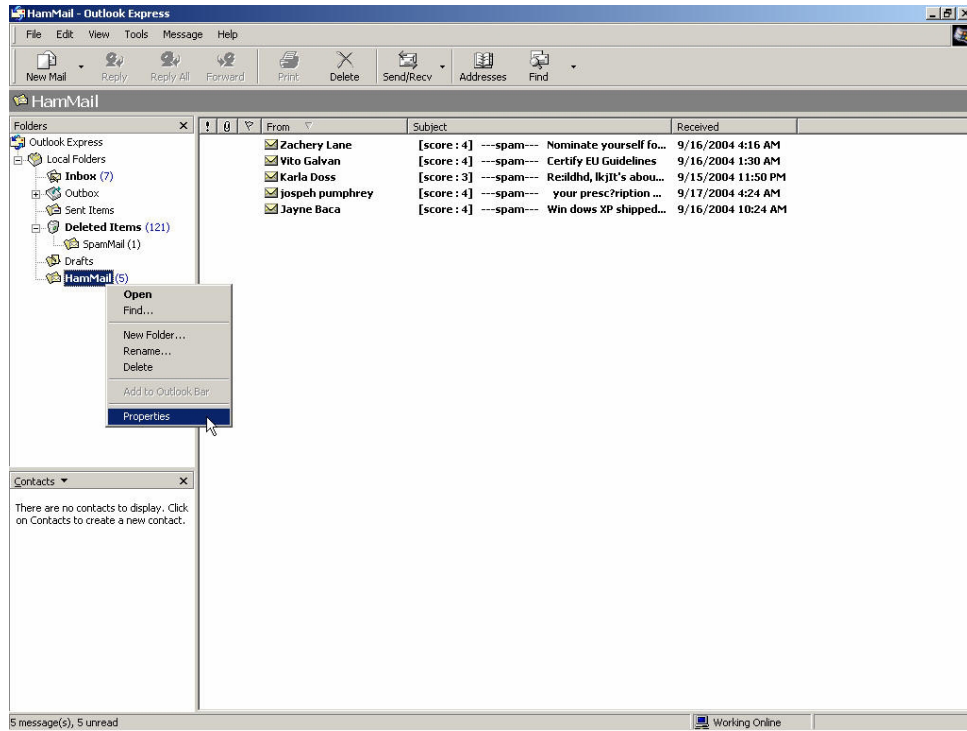 HamMail - Outlook Express
File Edit View Tools Message Help
New Mail Reply Reply All Forward Print Delete Send/Recv Addresses Find
HamMail
Folders × ! From Subject Received
Outlook Express
Local Folders
Inbox (7)
Outbox
Sent Items
Deleted Items (121)
SpamMail (1)
Drafts
HamMail (5)
Zachery Lane [score : 4] ---spam--- Nominate yourself fo... 9/16/2004 4:16 AM
Vito Galvan [score : 4] ---spam--- Certify EU Guidelines 9/16/2004 1:30 AM
Karla Doss [score : 3] ---spam--- Re:ildhd, lkjIt's abou... 9/15/2004 11:50 PM
jospeh pumphrey [score : 4] ---spam--- your presc?ription ... 9/17/2004 4:24 AM
Jayne Baca [score : 4] ---spam--- Win dows XP shipped... 9/16/2004 10:24 AM
Open
Find...
New Folder...
Rename...
Delete
Add to Outlook Bar
Properties
Contacts ×
There are no contacts to display. Click
on Contacts to create a new contact.
5 message(s), 5 unread Working Online